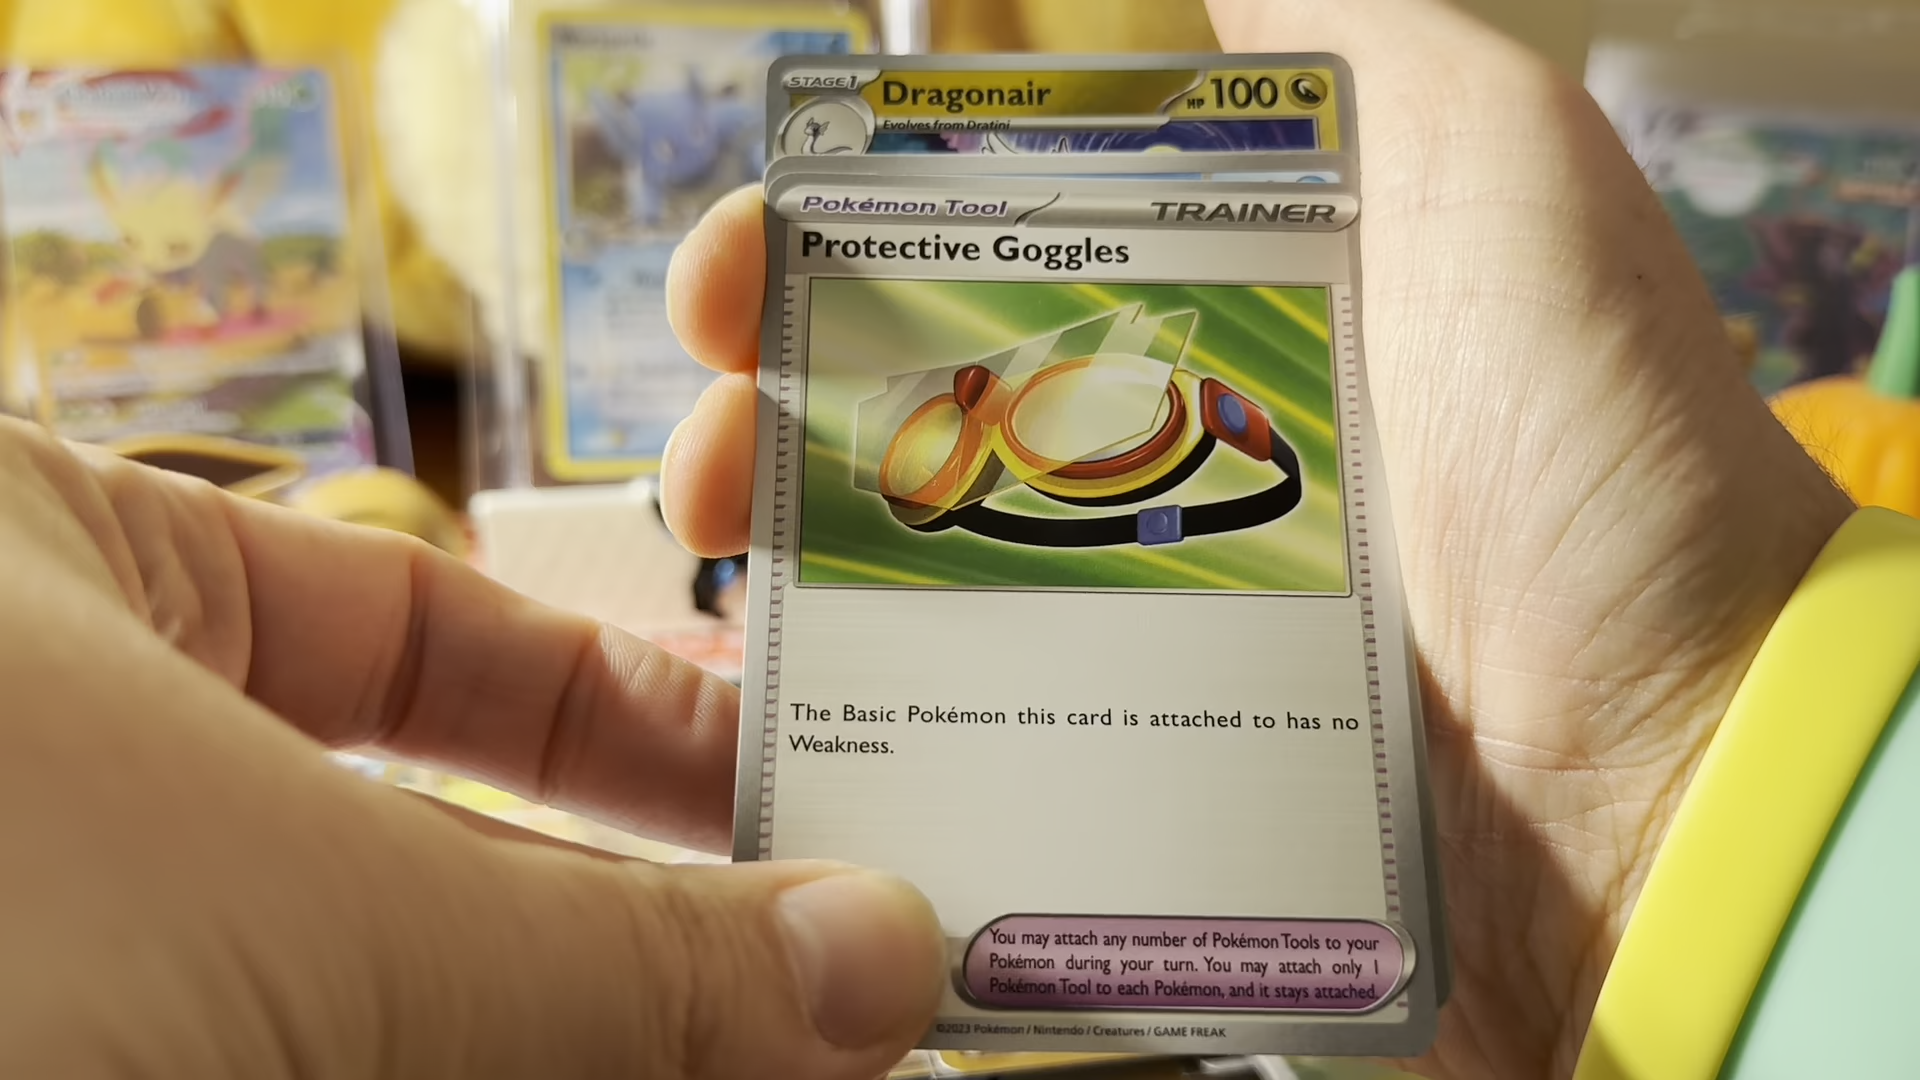 STAGE 1
Dragonair
HP 100
Evolves from Dratini
Pokémon Tool
TRAINER
Protective Goggles
The Basic Pokémon this card is attached to has no
Weakness.
You may attach any number of Pokémon Tools to your
Pokémon during your turn. You may attach only 1
Pokémon Tool to each Pokémon, and it stays attached.
©2023 Pokémon / Nintendo / Creatures / GAME FREAK